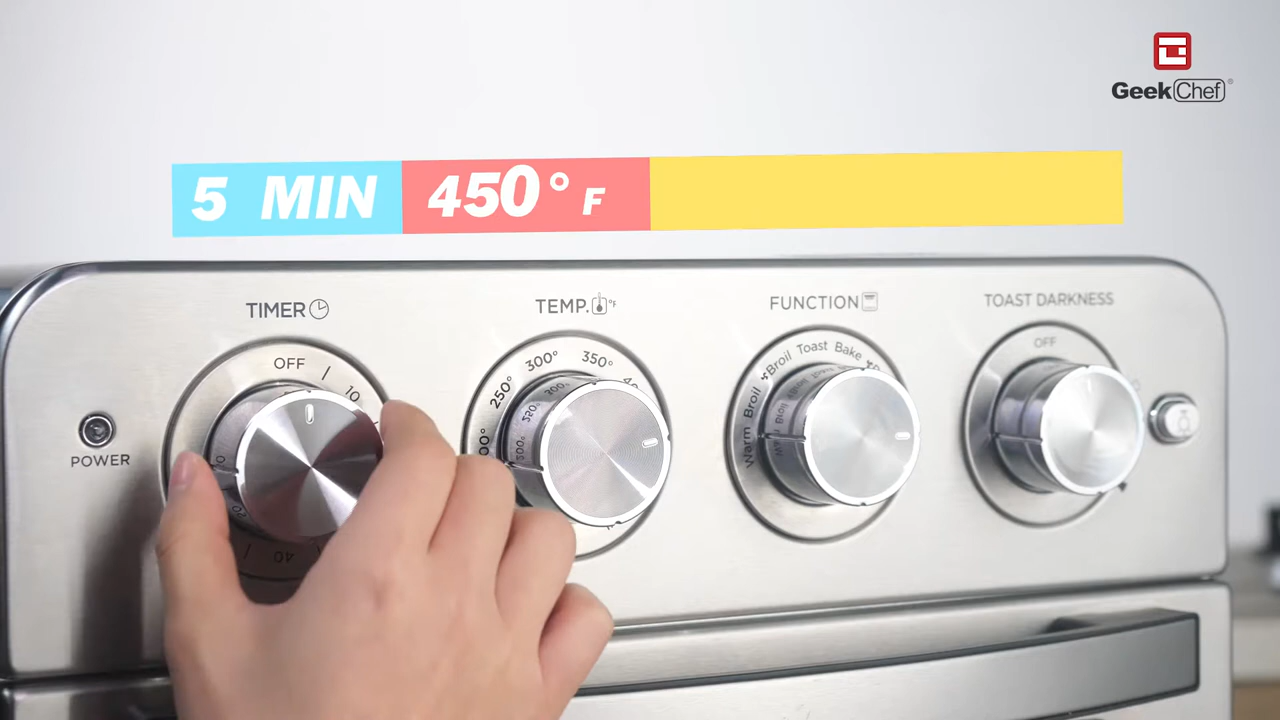 GeekChef®
5 MIN 450° F
TIMER
TEMP. °F
FUNCTION
TOAST DARKNESS
OFF
10
40
250°
300°
350°
Warm
Broil
Broil
Toast
Bake
OFF
POWER